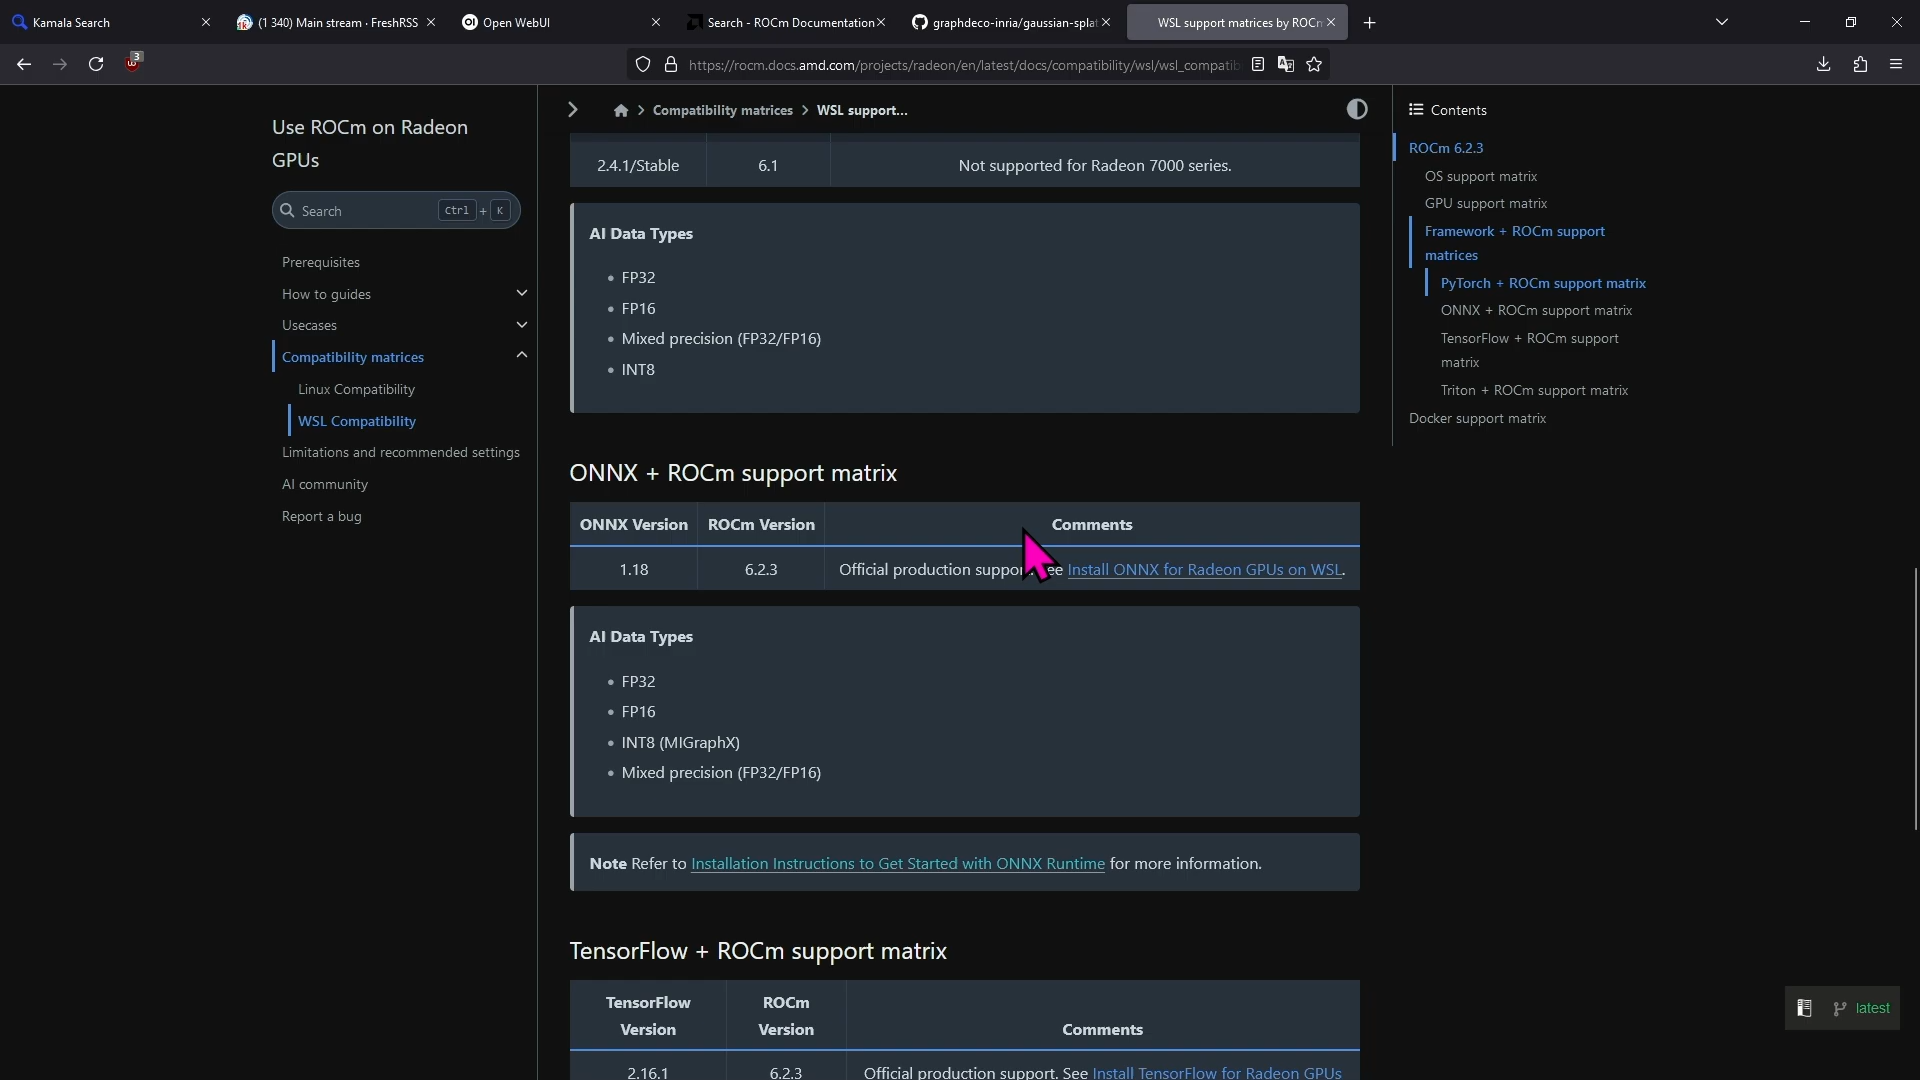 Kamala Search
(1 340) Main stream · FreshRSS
Open WebUI
Search - ROCm Documentation
graphdeco-inria/gaussian-splat
WSL support matrices by ROCm
3
https://rocm.docs.amd.com/projects/radeon/en/latest/docs/compatibility/wsl/wsl_compatib
Use ROCm on Radeon
GPUs
Search Ctrl + K
Prerequisites
How to guides
Usecases
Compatibility matrices
Linux Compatibility
WSL Compatibility
Limitations and recommended settings
AI community
Report a bug
Compatibility matrices WSL support...
2.4.1/Stable 6.1 Not supported for Radeon 7000 series.
AI Data Types
• FP32
• FP16
• Mixed precision (FP32/FP16)
• INT8
ONNX + ROCm support matrix
ONNX Version ROCm Version Comments
1.18 6.2.3 Official production support. See Install ONNX for Radeon GPUs on WSL.
AI Data Types
• FP32
• FP16
• INT8 (MIGraphX)
• Mixed precision (FP32/FP16)
Note Refer to Installation Instructions to Get Started with ONNX Runtime for more information.
TensorFlow + ROCm support matrix
TensorFlow
Version
ROCm
Version
Comments
2.16.1 6.2.3 Official production support. See Install TensorFlow for Radeon GPUs
Contents
ROCm 6.2.3
OS support matrix
GPU support matrix
Framework + ROCm support
matrices
PyTorch + ROCm support matrix
ONNX + ROCm support matrix
TensorFlow + ROCm support
matrix
Triton + ROCm support matrix
Docker support matrix
latest